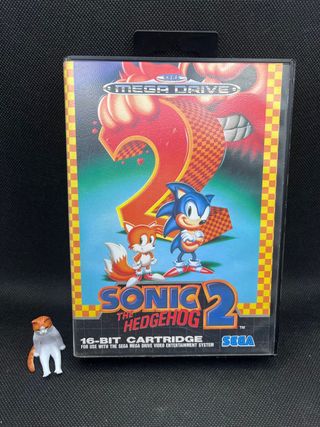 SEGA
MEGA DRIVE
2
SONIC
THE
HEDGEHOG 2
TM
16-BIT CARTRIDGE
FOR USE WITH THE SEGA MEGA DRIVE VIDEO ENTERTAINMENT SYSTEM
SEGA